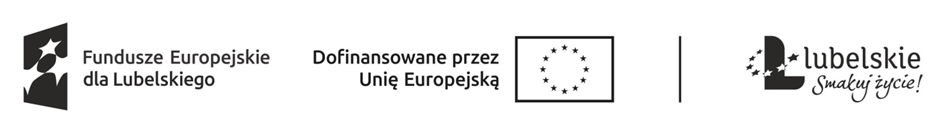 Fundusze Europejskie
dla Lubelskiego
Dofinansowane przez
Unię Europejską
lubelskie
Smakuj życie!